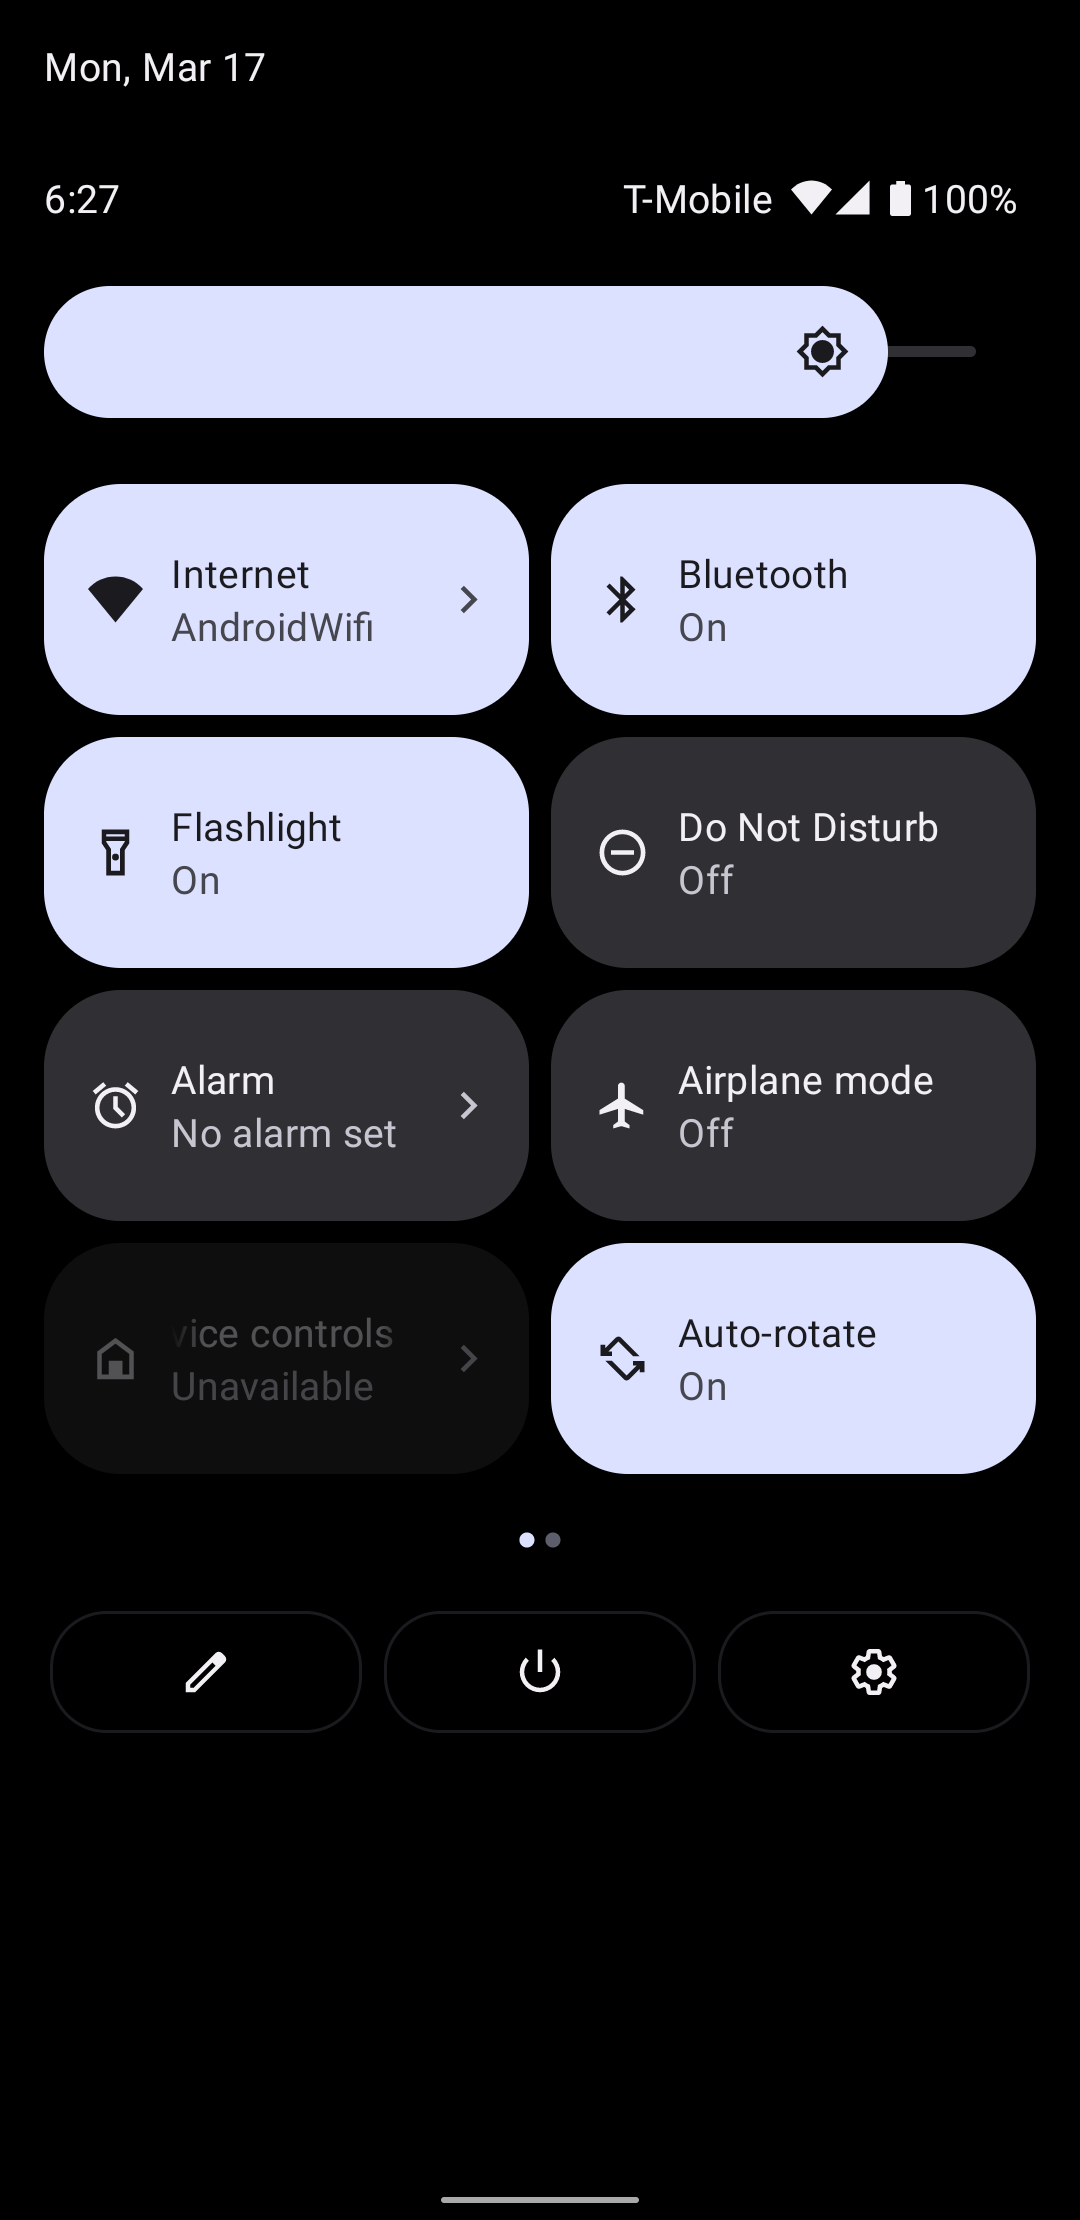 Mon, Mar 17
6:27
T-Mobile 100%
Internet
AndroidWifi
Bluetooth
On
Flashlight
On
Do Not Disturb
Off
Alarm
No alarm set
Airplane mode
Off
vice controls
Unavailable
Auto-rotate
On